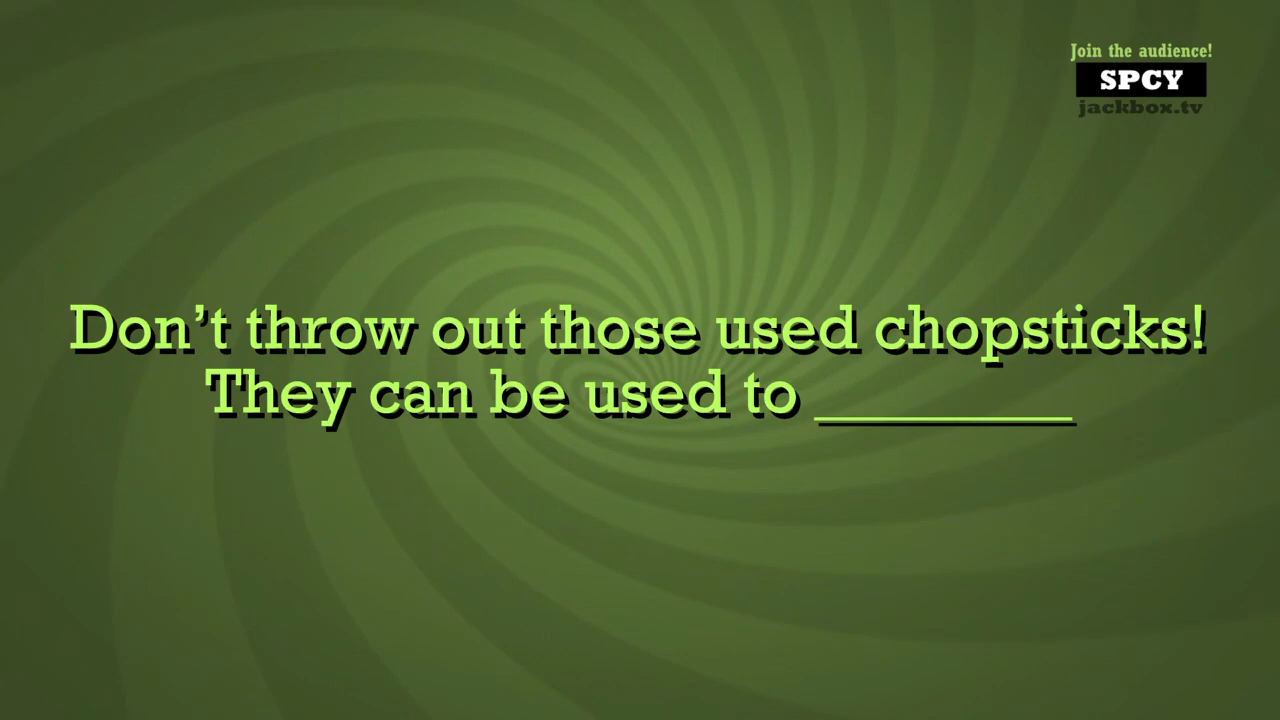 Join the audience!
SPCY
jackbox.tv
Don’t throw out those used chopsticks!
They can be used to ________